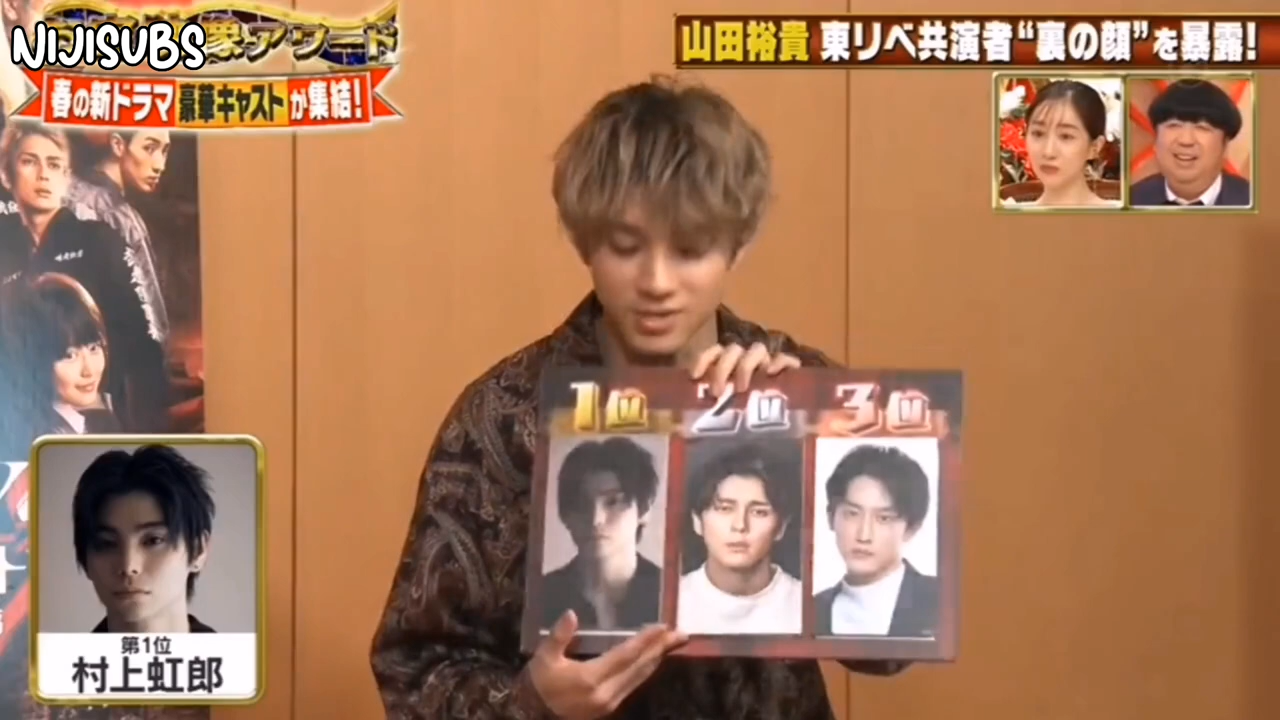 NIJISUBS
象アワード
春の新ドラマ豪華キャストが集結!
山田裕貴 東リベ共演者“裏の顔”を暴露!
1位 2位 3位
第1位
村上虹郎